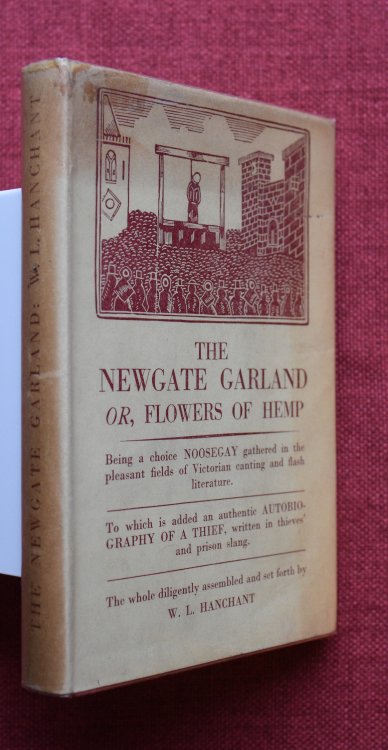 THE NEWGATE GARLAND: W. L. HANCHANT
THE
NEWGATE GARLAND
OR, FLOWERS OF HEMP
Being a choice NOOSEGAY gathered in the
pleasant fields of Victorian canting and flash
literature.
To which is added an authentic AUTOBIO-
GRAPHY OF A THIEF, written in thieves'
and prison slang.
The whole diligently assembled and set forth by
W. L. HANCHANT